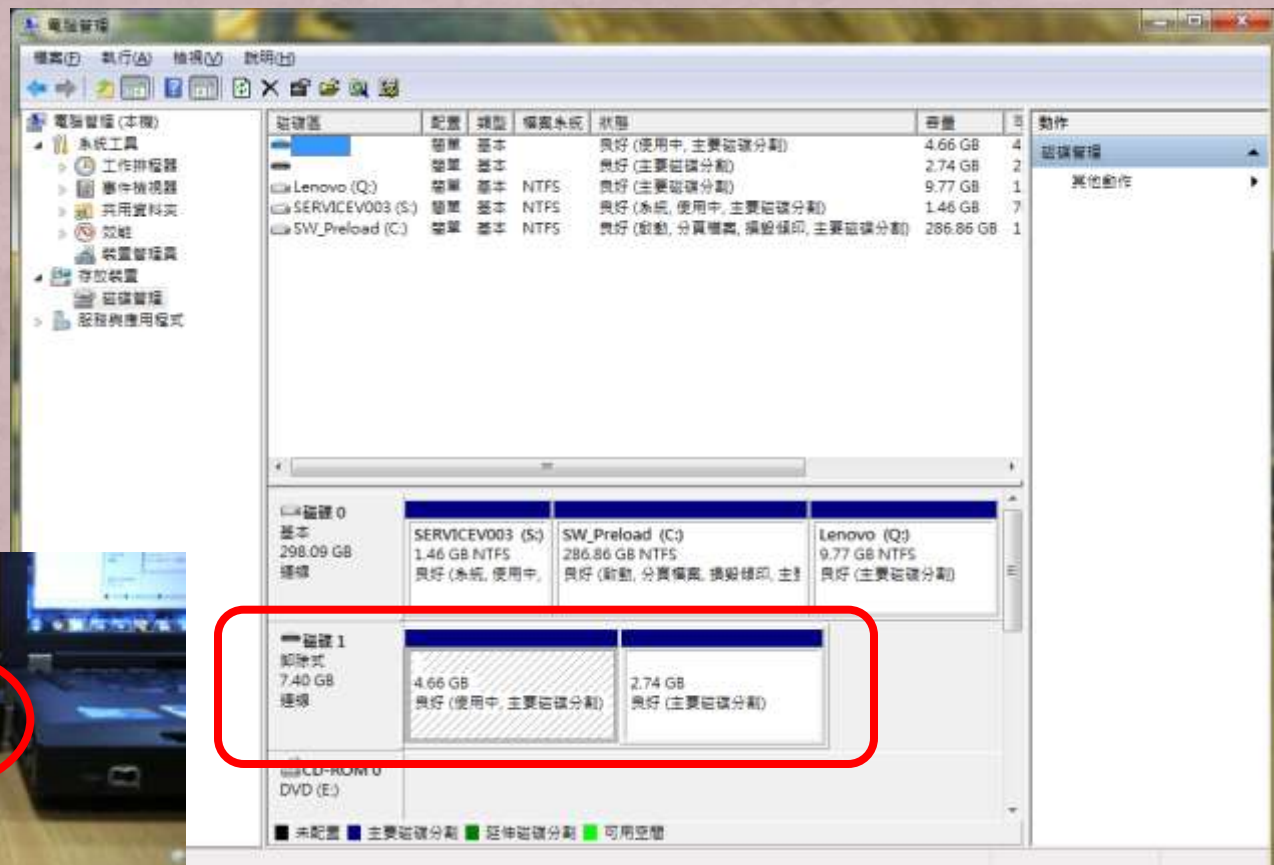 電腦管理
檔案(F) 執行(A) 檢視(V) 說明(H)
電腦管理 (本機)
系統工具
工作排程器
事件檢視器
共用資料夾
效能
裝置管理員
存放裝置
磁碟管理
服務與應用程式
磁碟區 配置 類型 檔案系統 狀態 容量
簡單 基本 良好 (使用中, 主要磁碟分割) 4.66 GB 4
簡單 基本 良好 (主要磁碟分割) 2.74 GB 2
Lenovo (Q:) 簡單 基本 NTFS 良好 (主要磁碟分割) 9.77 GB 1
SERVICEV003 (S:) 簡單 基本 NTFS 良好 (系統, 使用中, 主要磁碟分割) 1.46 GB 7
SW_Preload (C:) 簡單 基本 NTFS 良好 (啟動, 分頁檔案, 損毀傾印, 主要磁碟分割) 286.86 GB 1
動作
磁碟管理
其他動作
磁碟 0
基本
298.09 GB
連線
SERVICEV003 (S:)
1.46 GB NTFS
良好 (系統, 使用中,
SW_Preload (C:)
286.86 GB NTFS
良好 (啟動, 分頁檔案, 損毀傾印, 主要
Lenovo (Q:)
9.77 GB NTFS
良好 (主要磁碟分割)
磁碟 1
卸除式
7.40 GB
連線
4.66 GB
良好 (使用中, 主要磁碟分割)
2.74 GB
良好 (主要磁碟分割)
CD-ROM 0
DVD (E:)
未配置 主要磁碟分割 延伸磁碟分割 可用空間